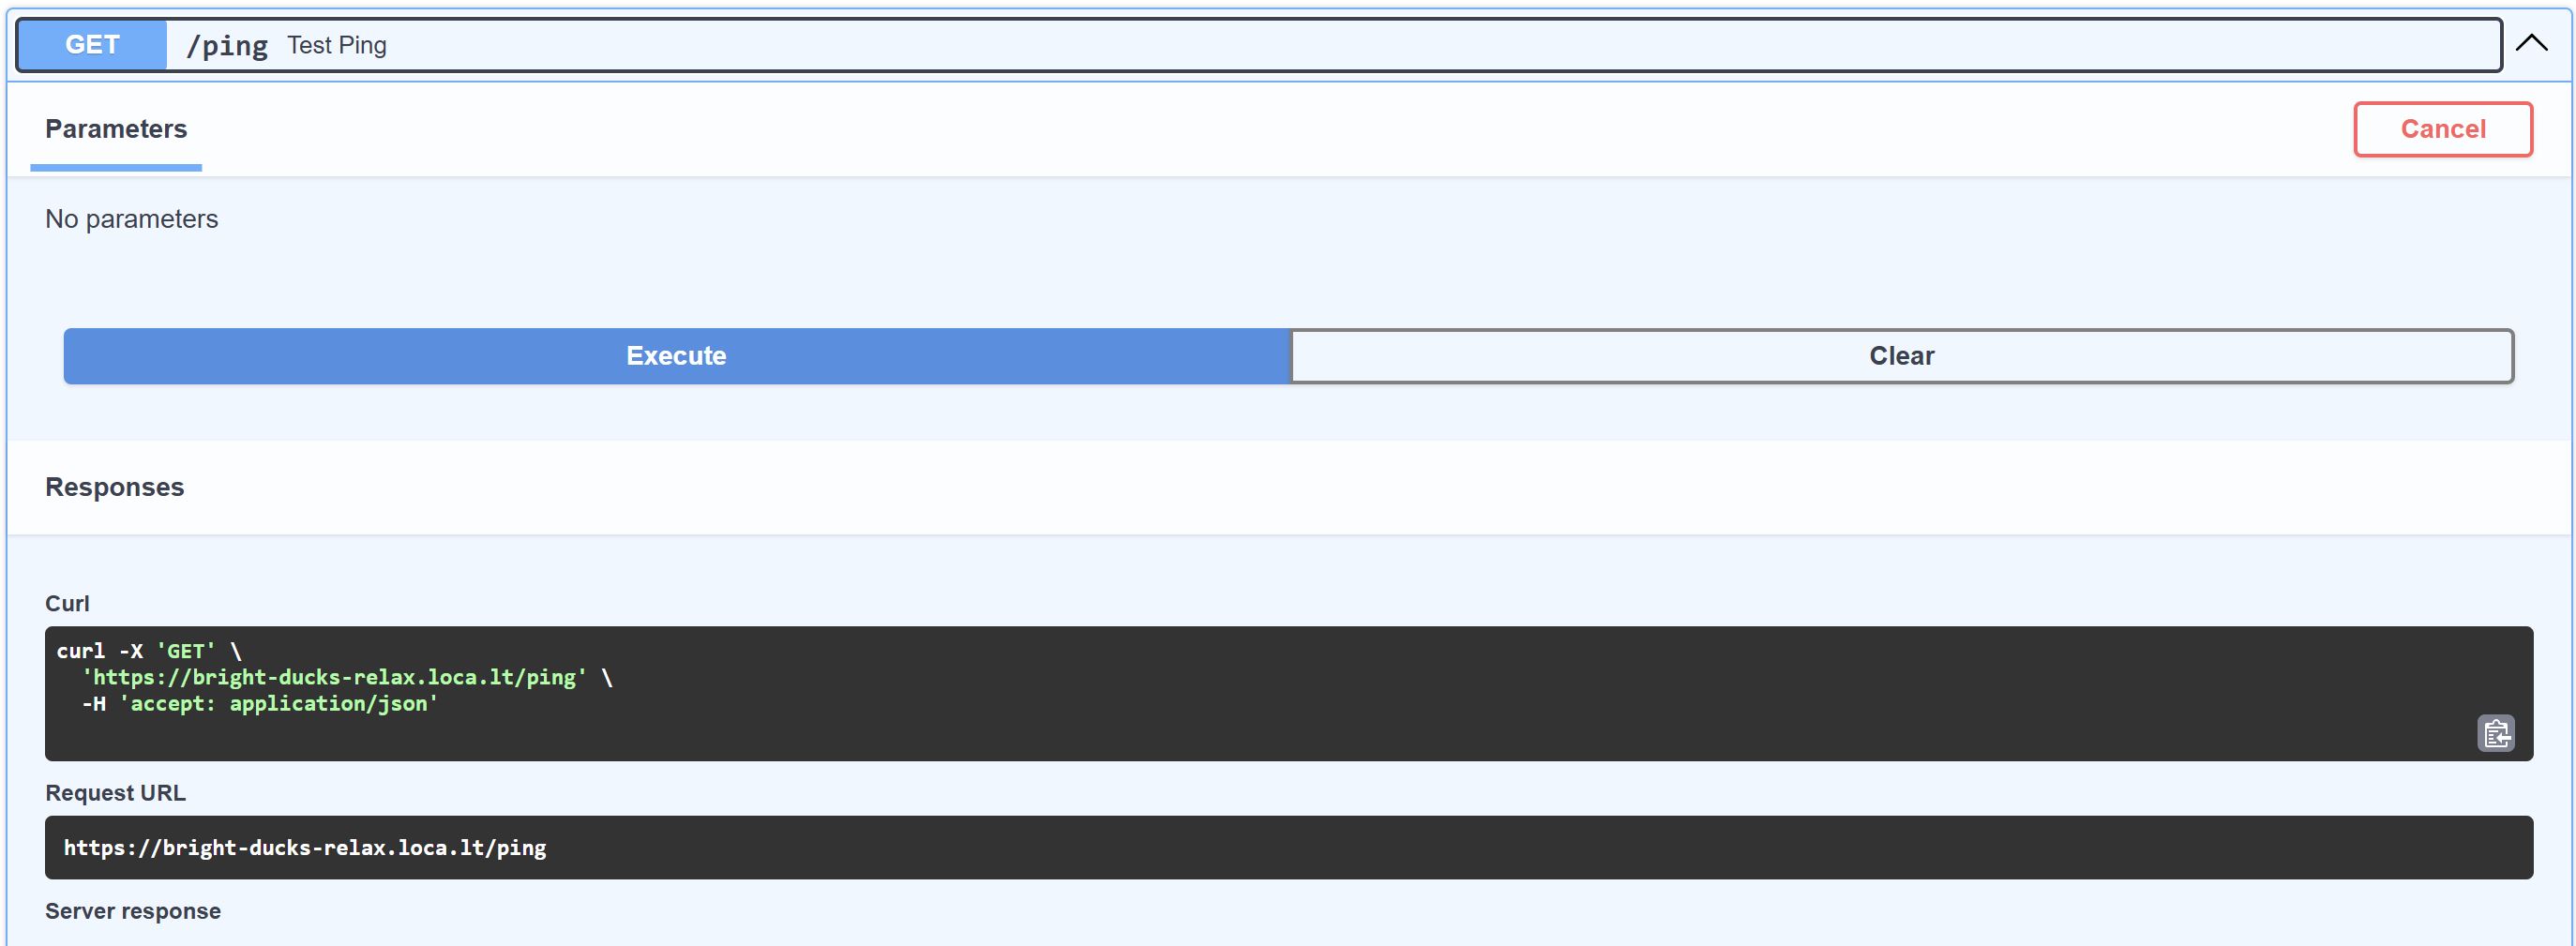 GET /ping Test Ping
Parameters
Cancel
No parameters
Execute
Clear
Responses
Curl
curl -X 'GET' \
  'https://bright-ducks-relax.loca.lt/ping' \
  -H 'accept: application/json'
Request URL
https://bright-ducks-relax.loca.lt/ping
Server response